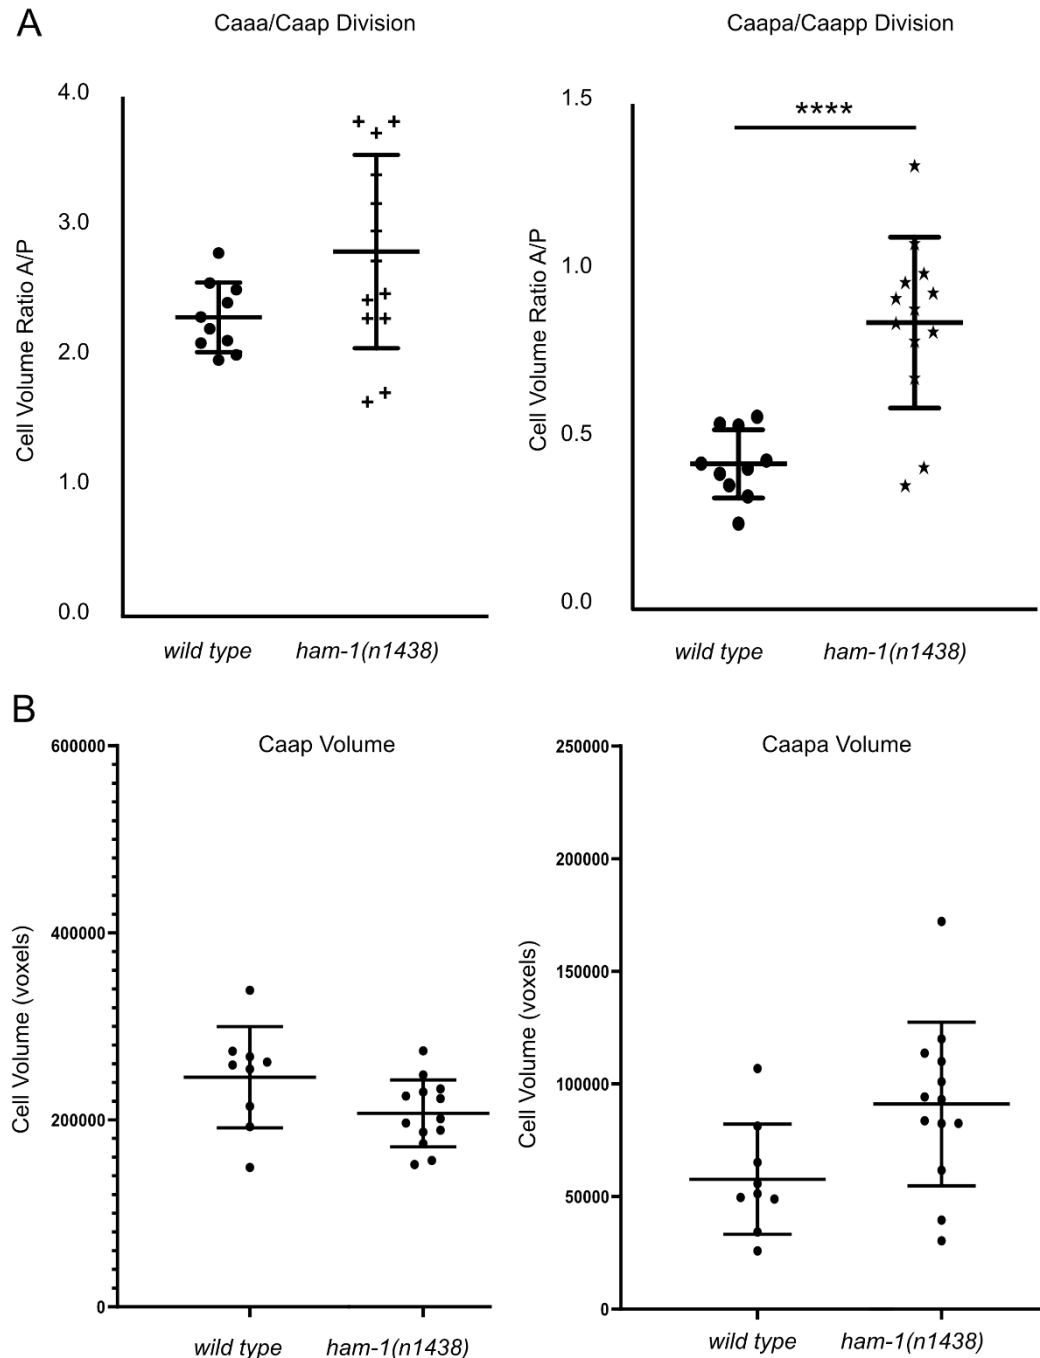 A
Caaa/Caap Division
Caapa/Caapp Division
Cell Volume Ratio A/P
4.0
3.0
2.0
1.0
0.0
wild type
ham-1(n1438)
Cell Volume Ratio A/P
1.5
1.0
0.5
0.0
****
wild type
ham-1(n1438)
B
Caap Volume
Caapa Volume
Cell Volume (voxels)
600000
400000
200000
0
wild type
ham-1(n1438)
Cell Volume (voxels)
250000
200000
150000
100000
50000
0
wild type
ham-1(n1438)